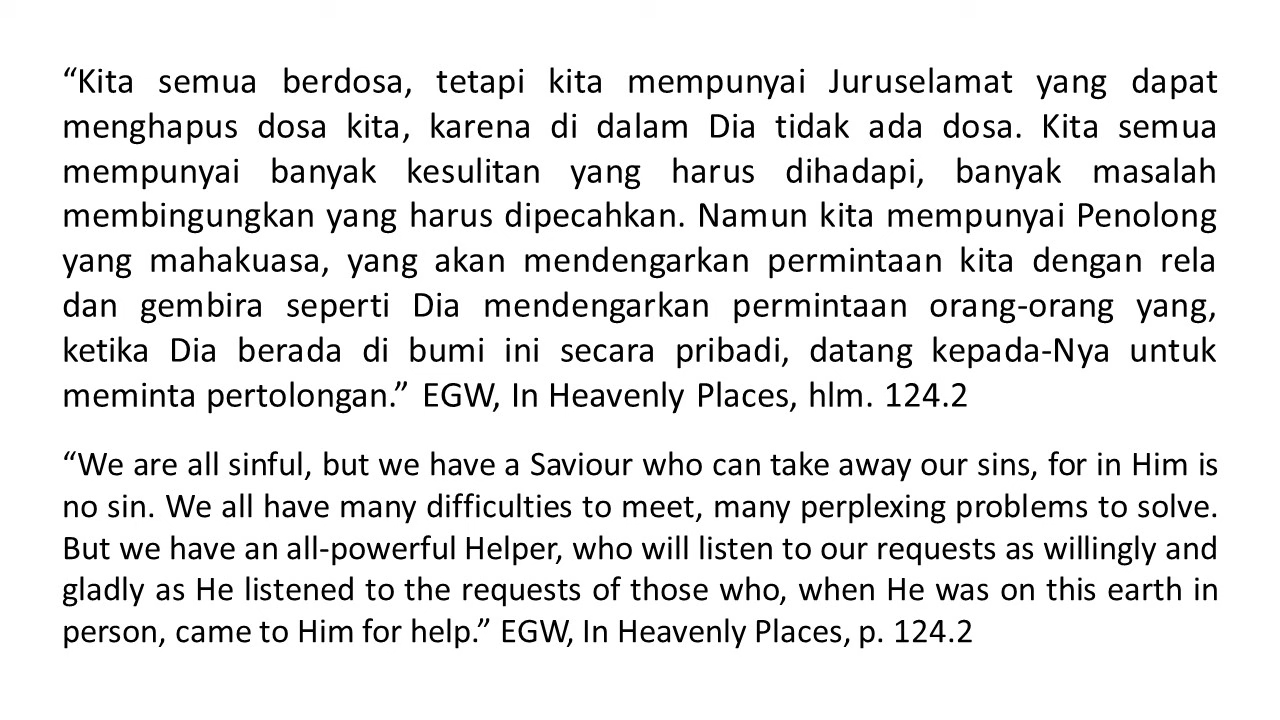 “Kita semua berdosa, tetapi kita mempunyai Juruselamat yang dapat
menghapus dosa kita, karena di dalam Dia tidak ada dosa. Kita semua
mempunyai banyak kesulitan yang harus dihadapi, banyak masalah
membingungkan yang harus dipecahkan. Namun kita mempunyai Penolong
yang mahakuasa, yang akan mendengarkan permintaan kita dengan rela
dan gembira seperti Dia mendengarkan permintaan orang-orang yang,
ketika Dia berada di bumi ini secara pribadi, datang kepada-Nya untuk
meminta pertolongan.” EGW, In Heavenly Places, hlm. 124.2
“We are all sinful, but we have a Saviour who can take away our sins, for in Him is
no sin. We all have many difficulties to meet, many perplexing problems to solve.
But we have an all-powerful Helper, who will listen to our requests as willingly and
gladly as He listened to the requests of those who, when He was on this earth in
person, came to Him for help.” EGW, In Heavenly Places, p. 124.2